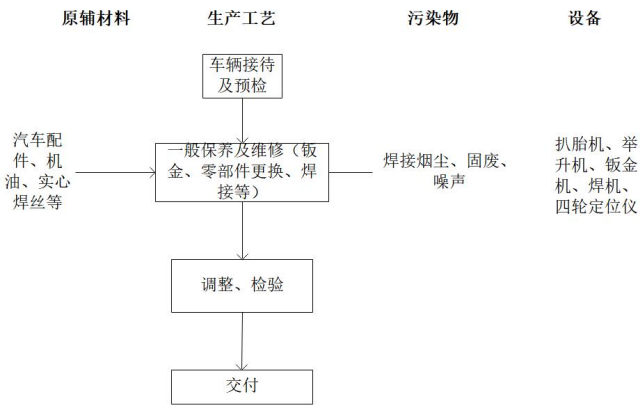 原辅材料 生产工艺 污染物 设备
车辆接待
及预检
汽车配
件、机
油、实心
焊丝等
一般保养及维修（钣
金、零部件更换、焊
接等）
焊接烟尘、固废、
噪声
扒胎机、举
升机、钣金
机、焊机、
四轮定位仪
调整、检验
交付